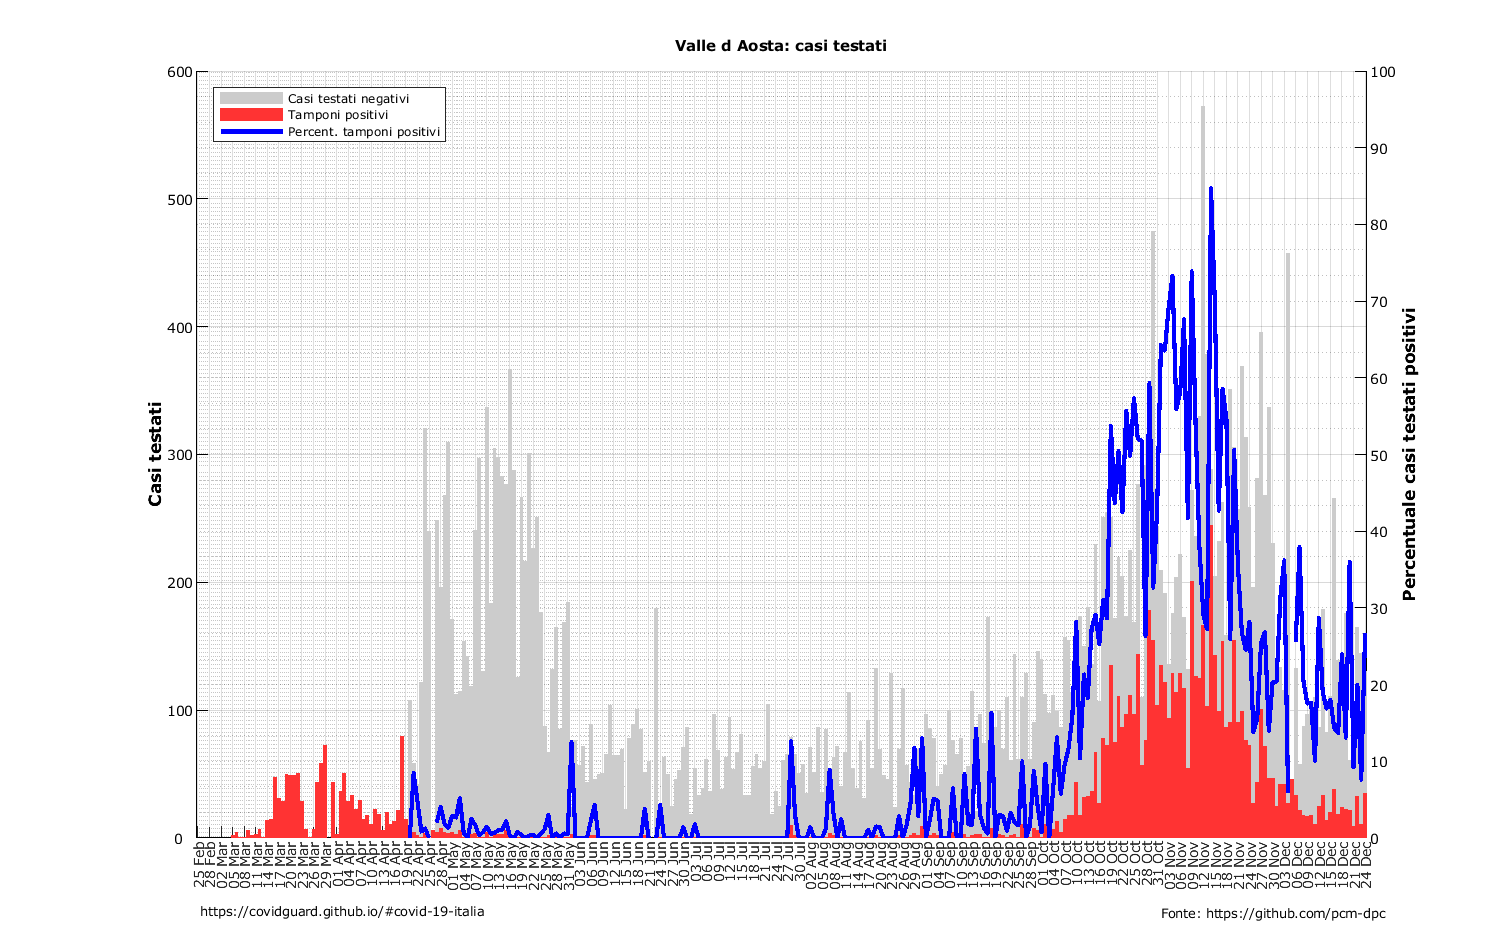 Valle d Aosta: casi testati
600
500
400
300
200
100
0
100
90
80
70
60
50
40
30
20
10
0
Casi testati negativi
Tamponi positivi
Percent. tamponi positivi
Casi testati
Percentuale casi testati positivi
25 Feb
28 Feb
02 Mar
05 Mar
08 Mar
11 Mar
14 Mar
17 Mar
20 Mar
23 Mar
26 Mar
29 Mar
01 Apr
04 Apr
07 Apr
10 Apr
13 Apr
16 Apr
19 Apr
22 Apr
25 Apr
28 Apr
01 May
04 May
07 May
10 May
13 May
16 May
19 May
22 May
25 May
28 May
31 May
03 Jun
06 Jun
09 Jun
12 Jun
15 Jun
18 Jun
21 Jun
24 Jun
27 Jun
30 Jun
03 Jul
06 Jul
09 Jul
12 Jul
15 Jul
18 Jul
21 Jul
24 Jul
27 Jul
30 Jul
02 Aug
05 Aug
08 Aug
11 Aug
14 Aug
17 Aug
20 Aug
23 Aug
26 Aug
29 Aug
01 Sep
04 Sep
07 Sep
10 Sep
13 Sep
16 Sep
19 Sep
22 Sep
25 Sep
28 Sep
01 Oct
04 Oct
07 Oct
10 Oct
13 Oct
16 Oct
19 Oct
22 Oct
25 Oct
28 Oct
31 Oct
03 Nov
06 Nov
09 Nov
12 Nov
15 Nov
18 Nov
21 Nov
24 Nov
27 Nov
30 Nov
03 Dec
06 Dec
09 Dec
12 Dec
15 Dec
18 Dec
21 Dec
24 Dec
https://covidguard.github.io/#covid-19-italia
Fonte: https://github.com/pcm-dpc